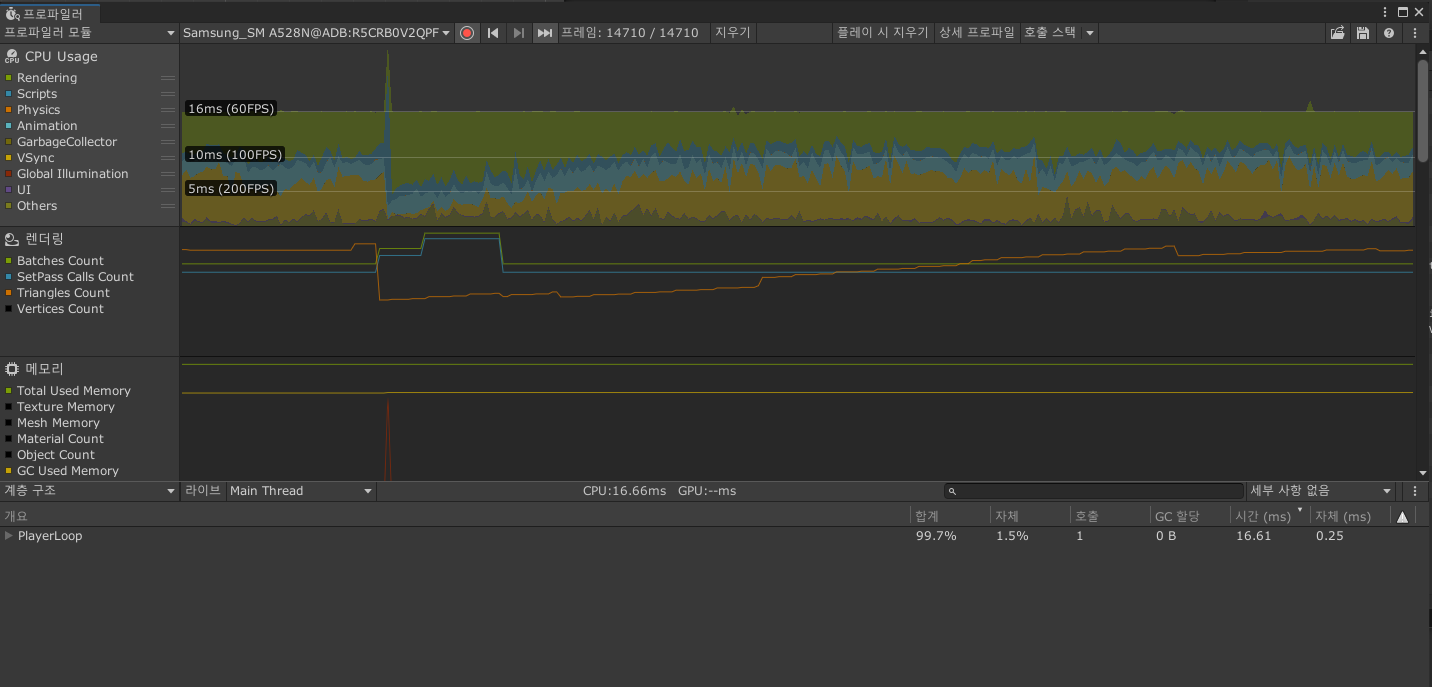 프로파일러
프로파일러 모듈
Samsung_SM A528N@ADB:R5CRB0V2QPF
프레임: 14710 / 14710
지우기
플레이 시 지우기
상세 프로파일
호출 스택
CPU Usage
Rendering
Scripts
Physics
Animation
GarbageCollector
VSync
Global Illumination
UI
Others
16ms (60FPS)
10ms (100FPS)
5ms (200FPS)
렌더링
Batches Count
SetPass Calls Count
Triangles Count
Vertices Count
메모리
Total Used Memory
Texture Memory
Mesh Memory
Material Count
Object Count
GC Used Memory
계층 구조
라이브
Main Thread
CPU:16.66ms GPU:--ms
세부 사항 없음
개요 합계 자체 호출 GC 할당 시간 (ms) 자체 (ms)
PlayerLoop 99.7% 1.5% 1 0 B 16.61 0.25